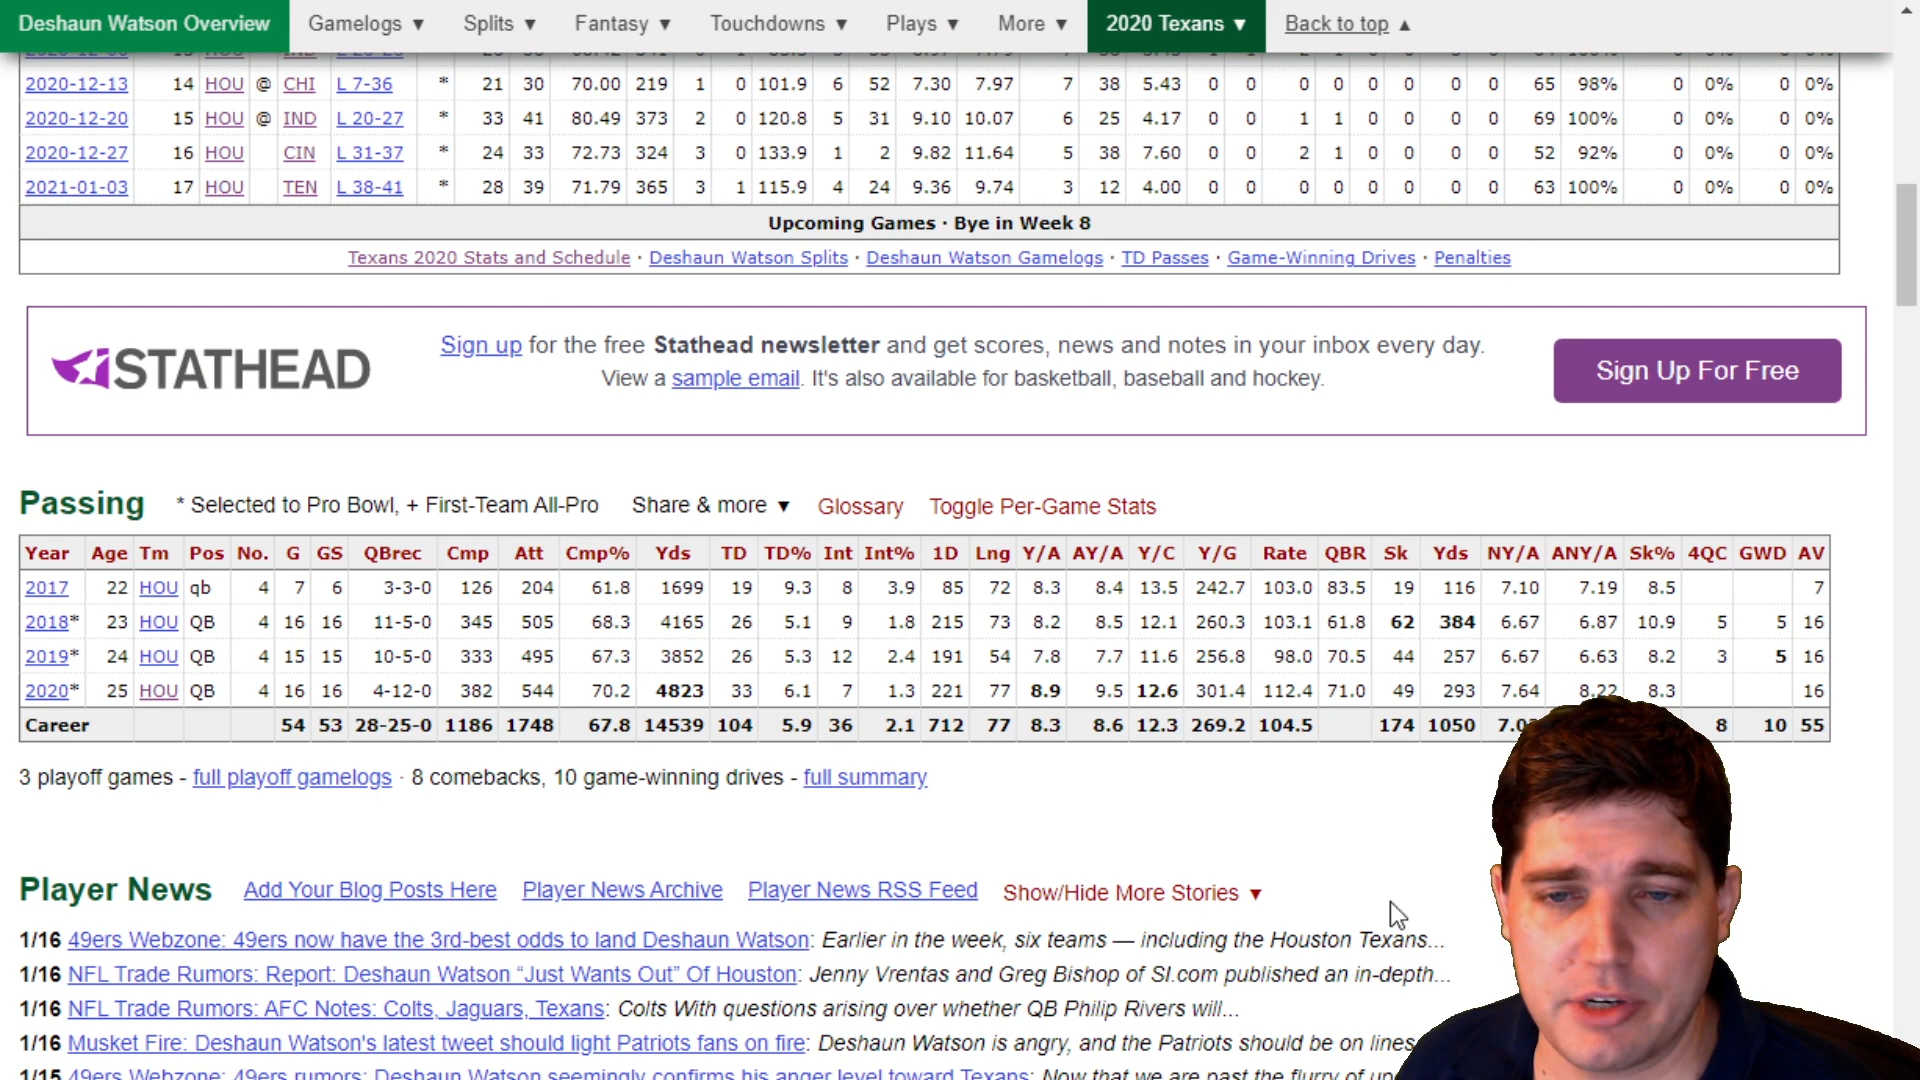 Deshaun Watson Overview Gamelogs ▼ Splits ▼ Fantasy ▼ Touchdowns ▼ Plays ▼ More ▼ 2020 Texans ▼ Back to top ▲
2020-12-13 14 HOU @ CHI L 7-36 * 21 30 70.00 219 1 0 101.9 6 52 7.30 7.97 7 38 5.43 0 0 0 0 0 0 0 0 65 98% 0 0% 0 0%
2020-12-20 15 HOU @ IND L 20-27 * 33 41 80.49 373 2 0 120.8 5 31 9.10 10.07 6 25 4.17 0 0 1 1 0 0 0 0 69 100% 0 0% 0 0%
2020-12-27 16 HOU CIN L 31-37 * 24 33 72.73 324 3 0 133.9 1 2 9.82 11.64 5 38 7.60 0 0 2 1 0 0 0 0 52 92% 0 0% 0 0%
2021-01-03 17 HOU TEN L 38-41 * 28 39 71.79 365 3 1 115.9 4 24 9.36 9.74 3 12 4.00 0 0 0 0 0 0 0 0 63 100% 0 0% 0 0%
Upcoming Games · Bye in Week 8
Texans 2020 Stats and Schedule · Deshaun Watson Splits · Deshaun Watson Gamelogs · TD Passes · Game-Winning Drives · Penalties
STATHEAD
Sign up for the free Stathead newsletter and get scores, news and notes in your inbox every day.
View a sample email. It's also available for basketball, baseball and hockey.
Sign Up For Free
Passing * Selected to Pro Bowl, + First-Team All-Pro Share & more ▼ Glossary Toggle Per-Game Stats
Year Age Tm Pos No. G GS QBrec Cmp Att Cmp% Yds TD TD% Int Int% 1D Lng Y/A AY/A Y/C Y/G Rate QBR Sk Yds NY/A ANY/A Sk% 4QC GWD AV
2017 22 HOU qb 4 7 6 3-3-0 126 204 61.8 1699 19 9.3 8 3.9 85 72 8.3 8.4 13.5 242.7 103.0 83.5 19 116 7.10 7.19 8.5 7
2018* 23 HOU QB 4 16 16 11-5-0 345 505 68.3 4165 26 5.1 9 1.8 215 73 8.2 8.5 12.1 260.3 103.1 61.8 62 384 6.67 6.87 10.9 5 5 16
2019* 24 HOU QB 4 15 15 10-5-0 333 495 67.3 3852 26 5.3 12 2.4 191 54 7.8 7.7 11.6 256.8 98.0 70.5 44 257 6.67 6.63 8.2 3 5 16
2020* 25 HOU QB 4 16 16 4-12-0 382 544 70.2 4823 33 6.1 7 1.3 221 77 8.9 9.5 12.6 301.4 112.4 71.0 49 293 7.64 8.22 8.3 16
Career 54 53 28-25-0 1186 1748 67.8 14539 104 5.9 36 2.1 712 77 8.3 8.6 12.3 269.2 104.5 174 1050 8 10 55
3 playoff games - full playoff gamelogs · 8 comebacks, 10 game-winning drives - full summary
Player News Add Your Blog Posts Here Player News Archive Player News RSS Feed Show/Hide More Stories ▼
1/16 49ers Webzone: 49ers now have the 3rd-best odds to land Deshaun Watson: Earlier in the week, six teams — including the Houston Texans...
1/16 NFL Trade Rumors: Report: Deshaun Watson “Just Wants Out” Of Houston: Jenny Vrentas and Greg Bishop of SI.com published an in-depth...
1/16 NFL Trade Rumors: AFC Notes: Colts, Jaguars, Texans: Colts With questions arising over whether QB Philip Rivers will...
1/16 Musket Fire: Deshaun Watson's latest tweet should light Patriots fans on fire: Deshaun Watson is angry, and the Patriots should be on lines
1/15 49ers Webzone: 49ers rumors: Deshaun Watson seemingly confirms his anger level toward Texans: Now that we are past the flurry of